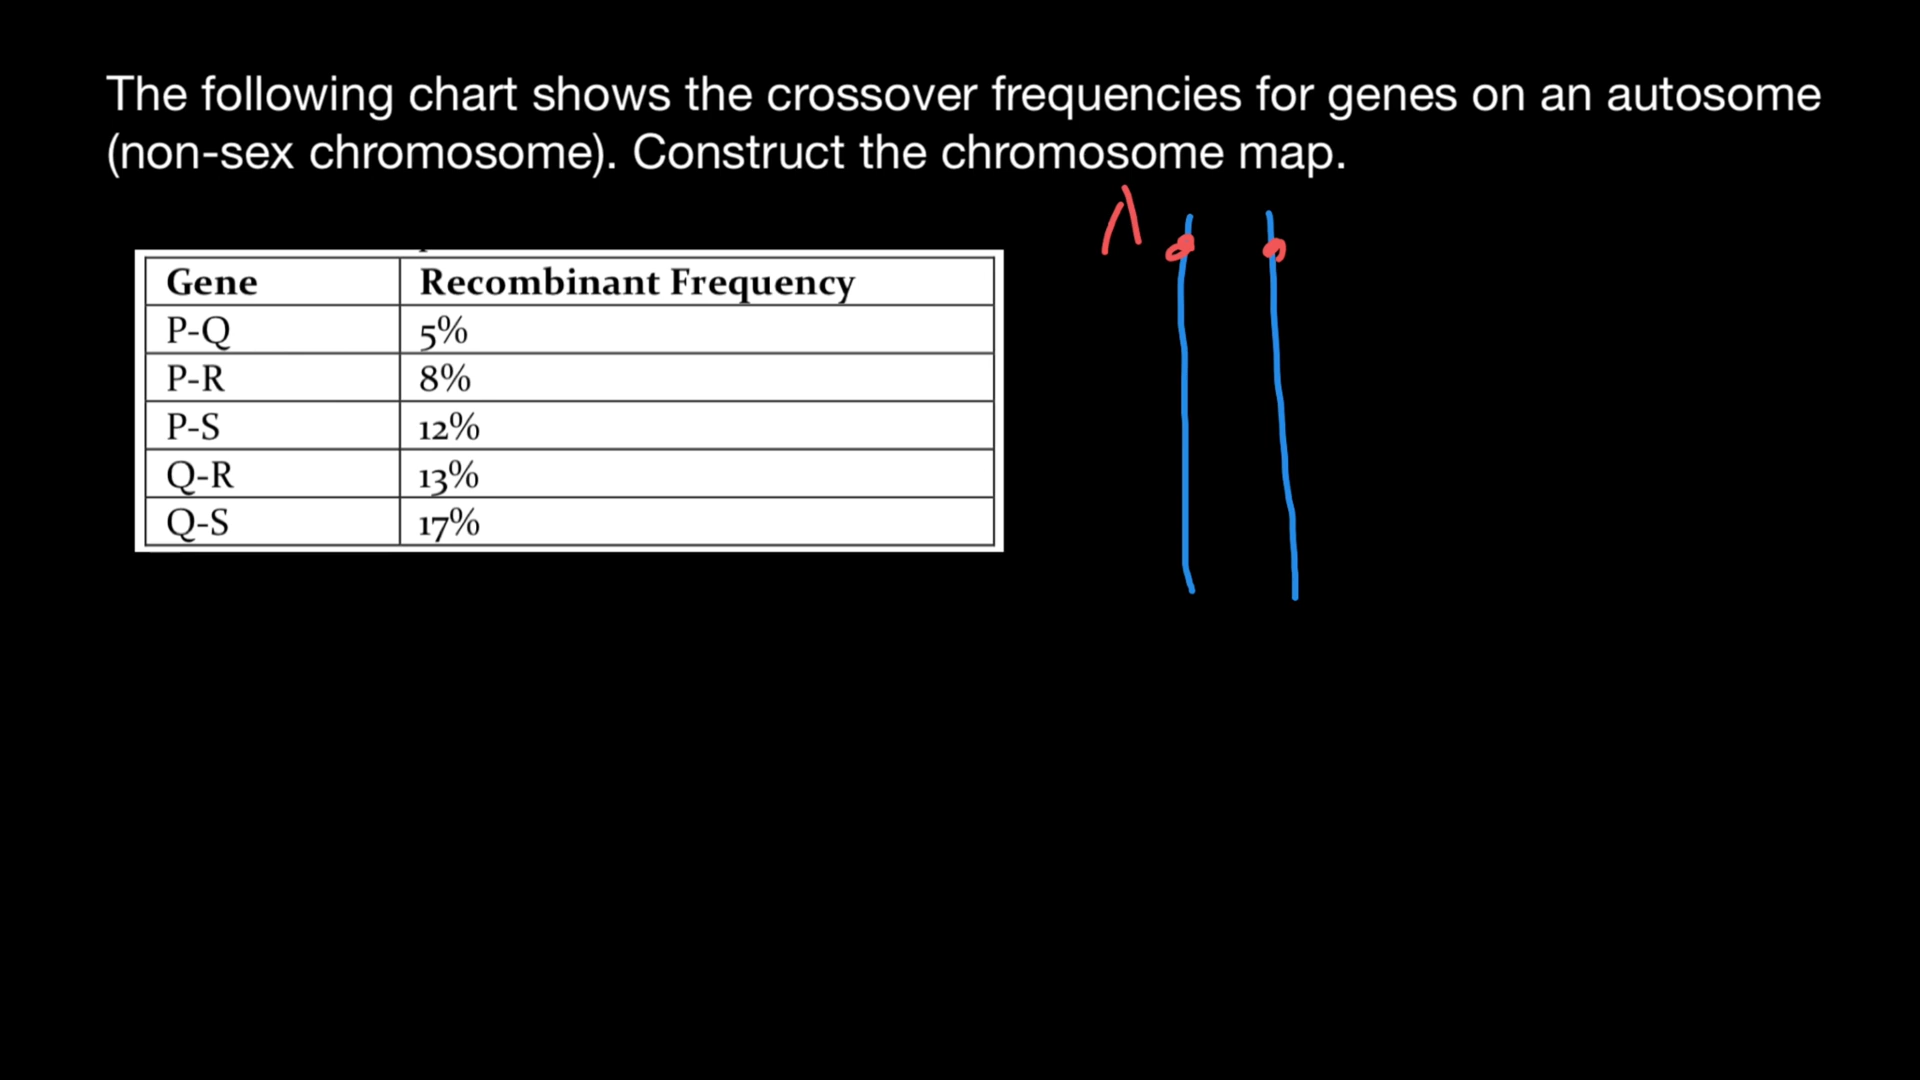 The following chart shows the crossover frequencies for genes on an autosome
(non-sex chromosome). Construct the chromosome map.
Gene Recombinant Frequency
P-Q 5%
P-R 8%
P-S 12%
Q-R 13%
Q-S 17%